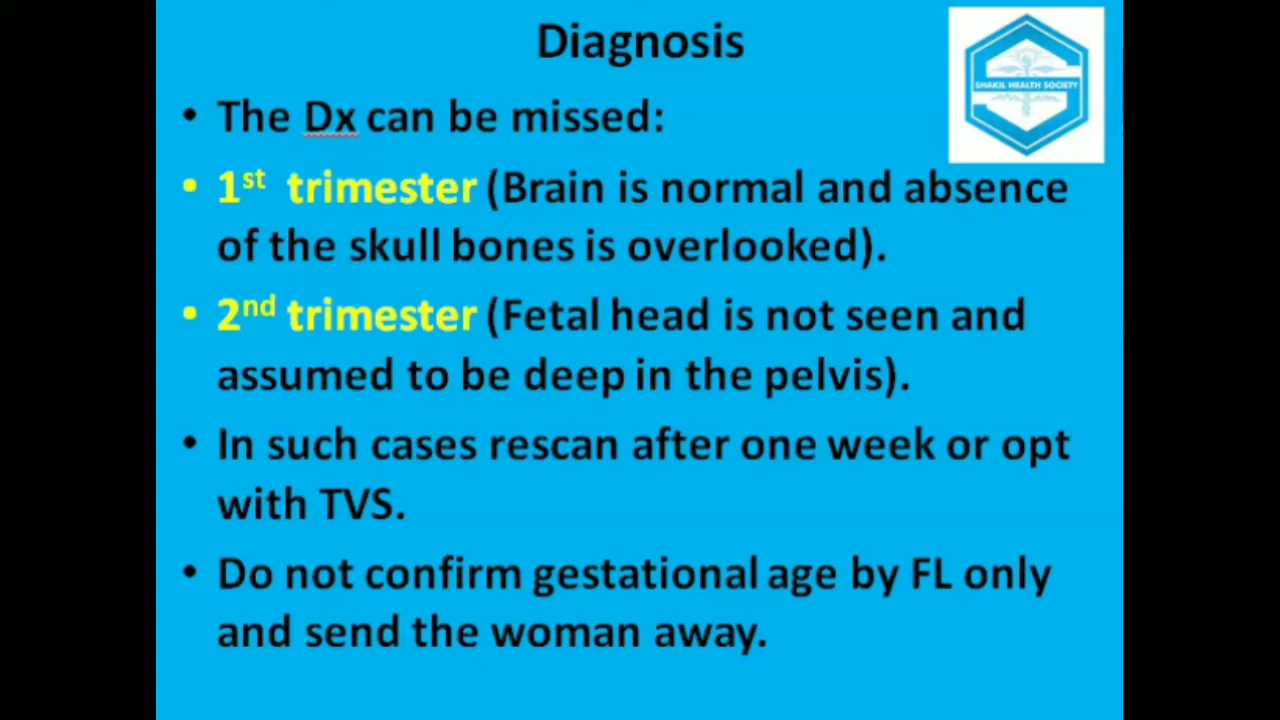 Diagnosis
SHAKIL HEALTH SOCIETY
• The Dx can be missed:
• 1st trimester (Brain is normal and absence
of the skull bones is overlooked).
• 2nd trimester (Fetal head is not seen and
assumed to be deep in the pelvis).
• In such cases rescan after one week or opt
with TVS.
• Do not confirm gestational age by FL only
and send the woman away.